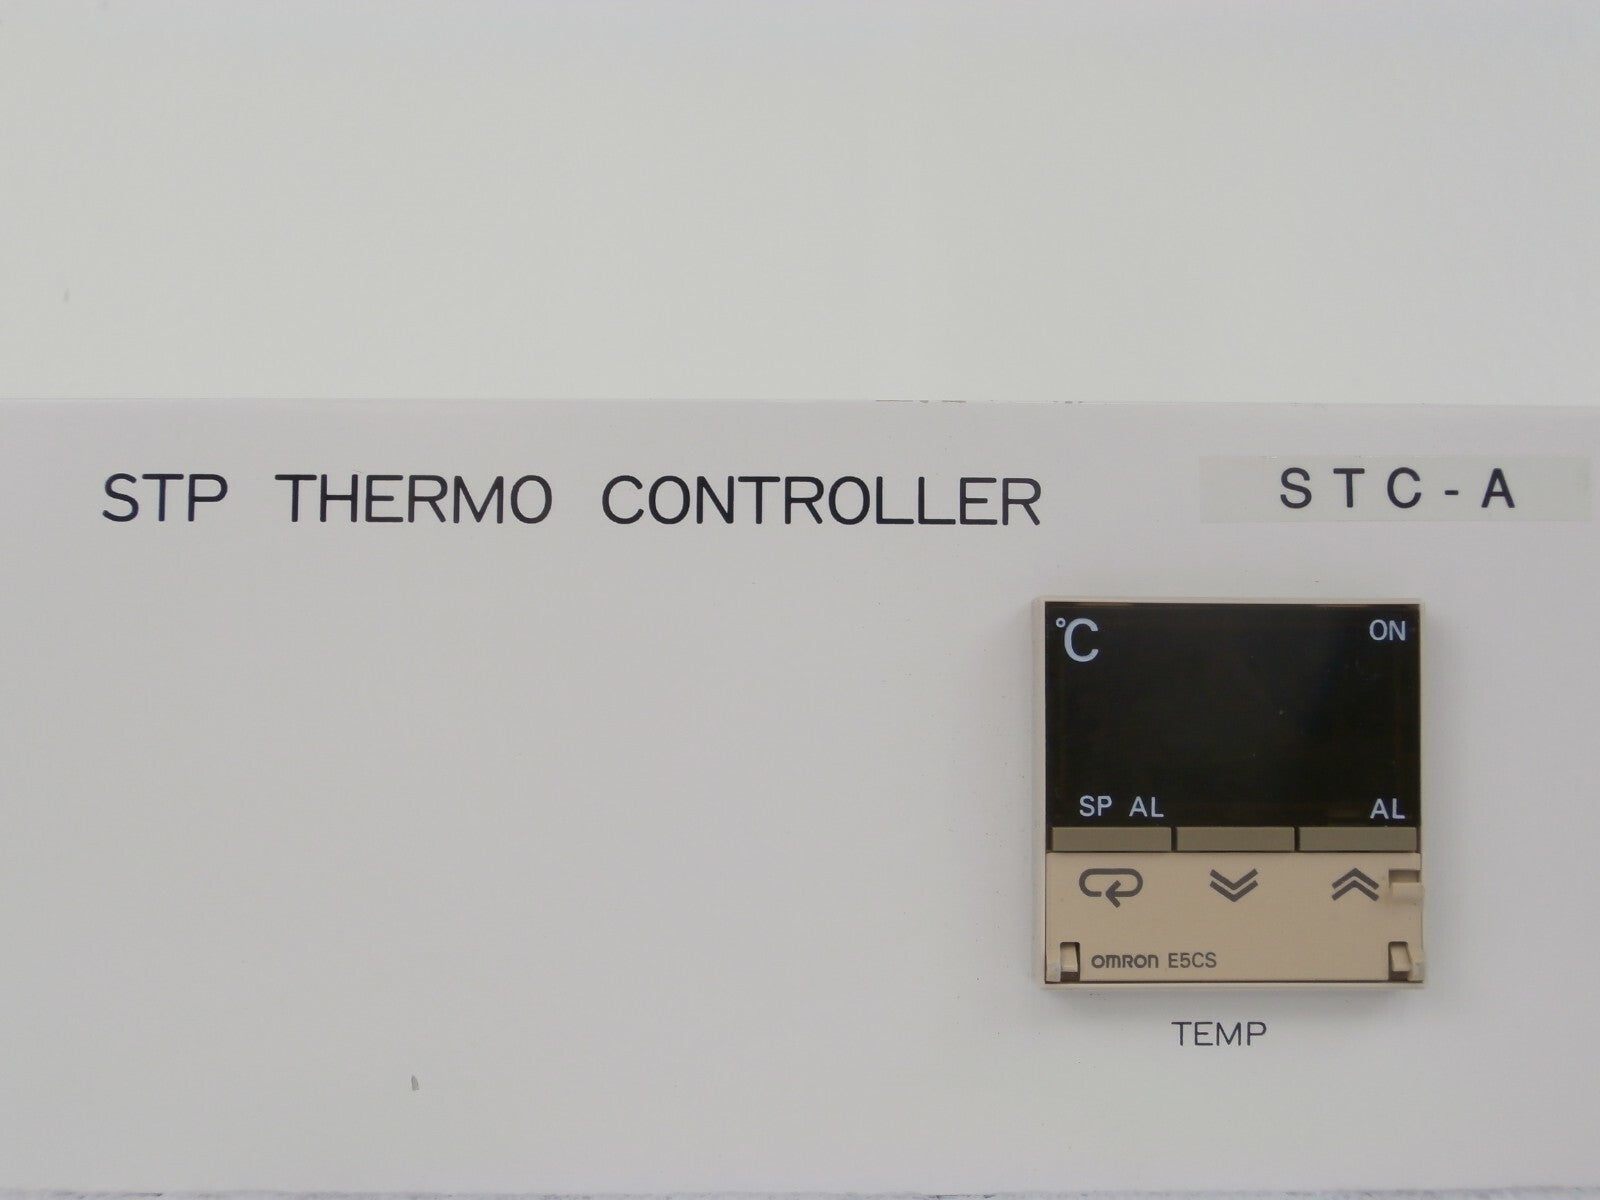 STP THERMO CONTROLLER
STC-A
°C ON
SP AL AL
OMRON E5CS
TEMP